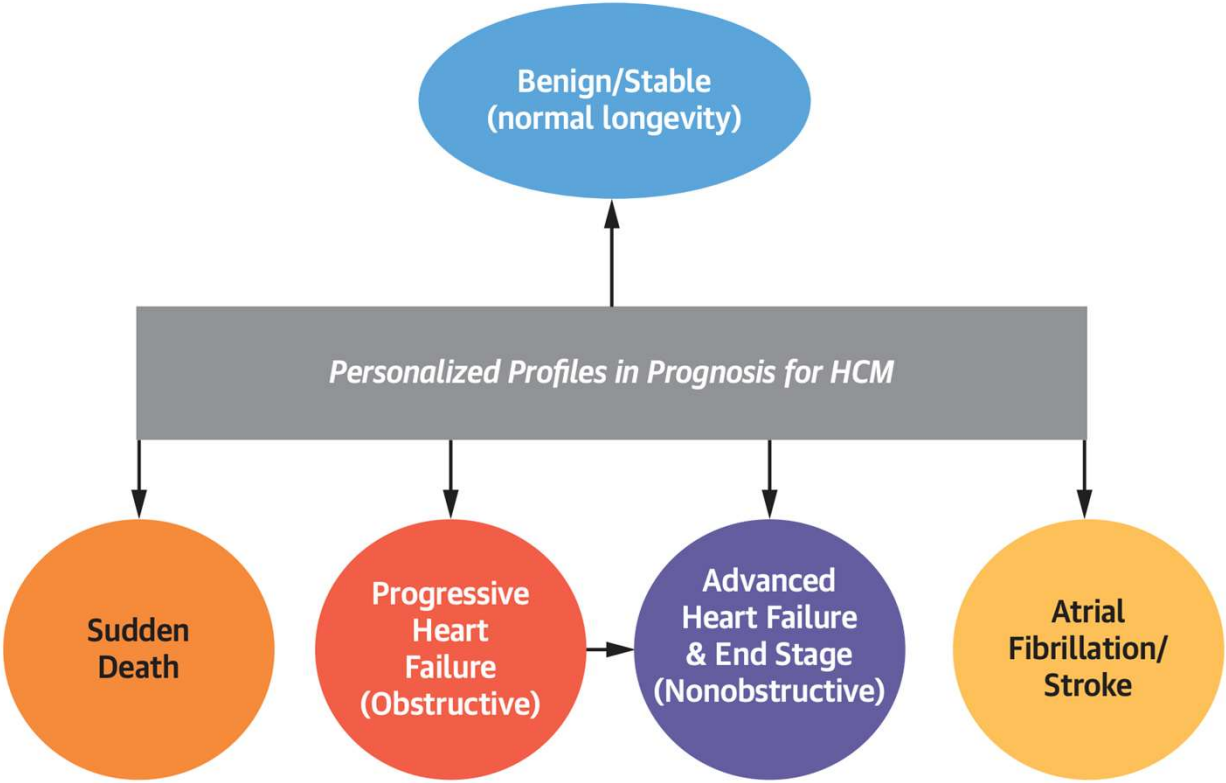 Benign/Stable
(normal longevity)
Personalized Profiles in Prognosis for HCM
Sudden
Death
Progressive
Heart
Failure
(Obstructive)
Advanced
Heart Failure
& End Stage
(Nonobstructive)
Atrial
Fibrillation/
Stroke